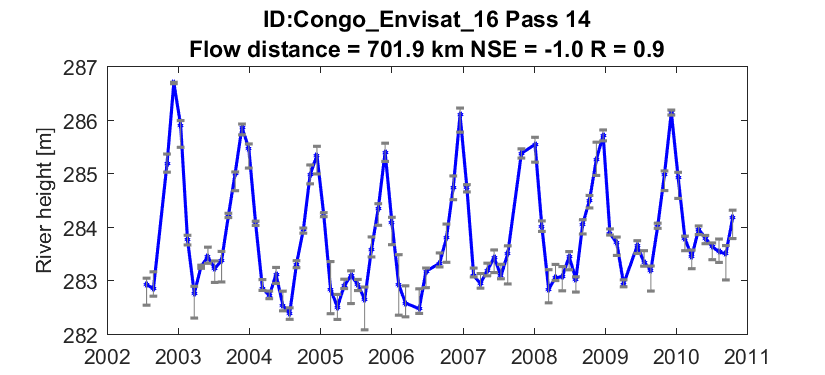 ID:Congo_Envisat_16 Pass 14
Flow distance = 701.9 km NSE = -1.0 R = 0.9
287
286
285
284
283
282
River height [m]
2002 2003 2004 2005 2006 2007 2008 2009 2010 2011